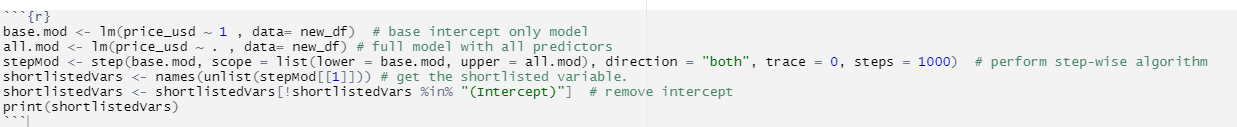 ```{r}
base.mod <- lm(price_usd ~ 1 , data= new_df)  # base intercept only model
all.mod <- lm(price_usd ~ . , data= new_df) # full model with all predictors
stepMod <- step(base.mod, scope = list(lower = base.mod, upper = all.mod), direction = "both", trace = 0, steps = 1000)  # perform step-wise algorithm
shortlistedVars <- names(unlist(stepMod[[1]])) # get the shortlisted variable.
shortlistedVars <- shortlistedVars[!shortlistedVars %in% "(Intercept)"]  # remove intercept
print(shortlistedVars)
```